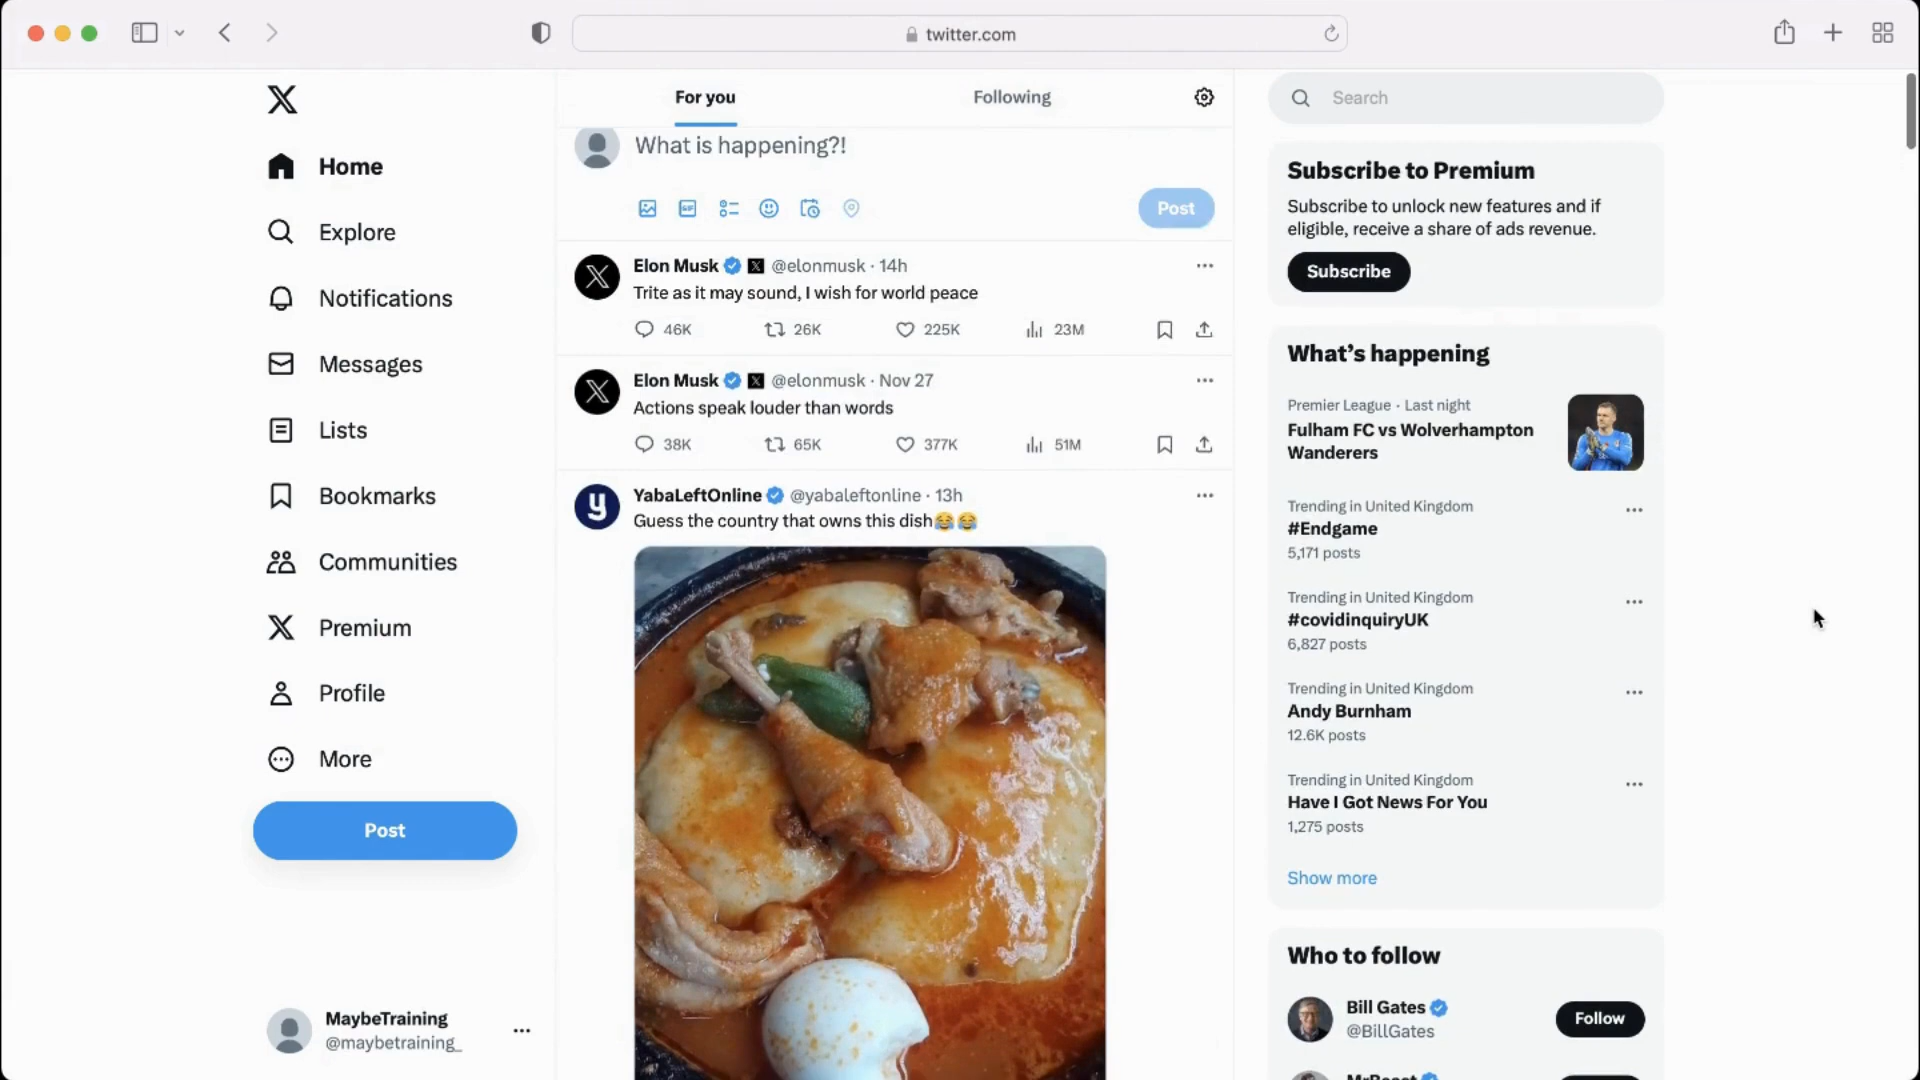 twitter.com
Home
Explore
Notifications
Messages
Lists
Bookmarks
Communities
Premium
Profile
More
Post
MaybeTraining
@maybetraining_
For you
Following
What is happening?!
GIF
Post
Elon Musk @elonmusk · 14h
Trite as it may sound, I wish for world peace
46K 26K 225K 23M
Elon Musk @elonmusk · Nov 27
Actions speak louder than words
38K 65K 377K 51M
YabaLeftOnline @yabaleftonline · 13h
Guess the country that owns this dish😂😂
Search
Subscribe to Premium
Subscribe to unlock new features and if
eligible, receive a share of ads revenue.
Subscribe
What's happening
Premier League · Last night
Fulham FC vs Wolverhampton
Wanderers
Trending in United Kingdom
#Endgame
5,171 posts
Trending in United Kingdom
#covidinquiryUK
6,827 posts
Trending in United Kingdom
Andy Burnham
12.6K posts
Trending in United Kingdom
Have I Got News For You
1,275 posts
Show more
Who to follow
Bill Gates
@BillGates
Follow
MrBeast